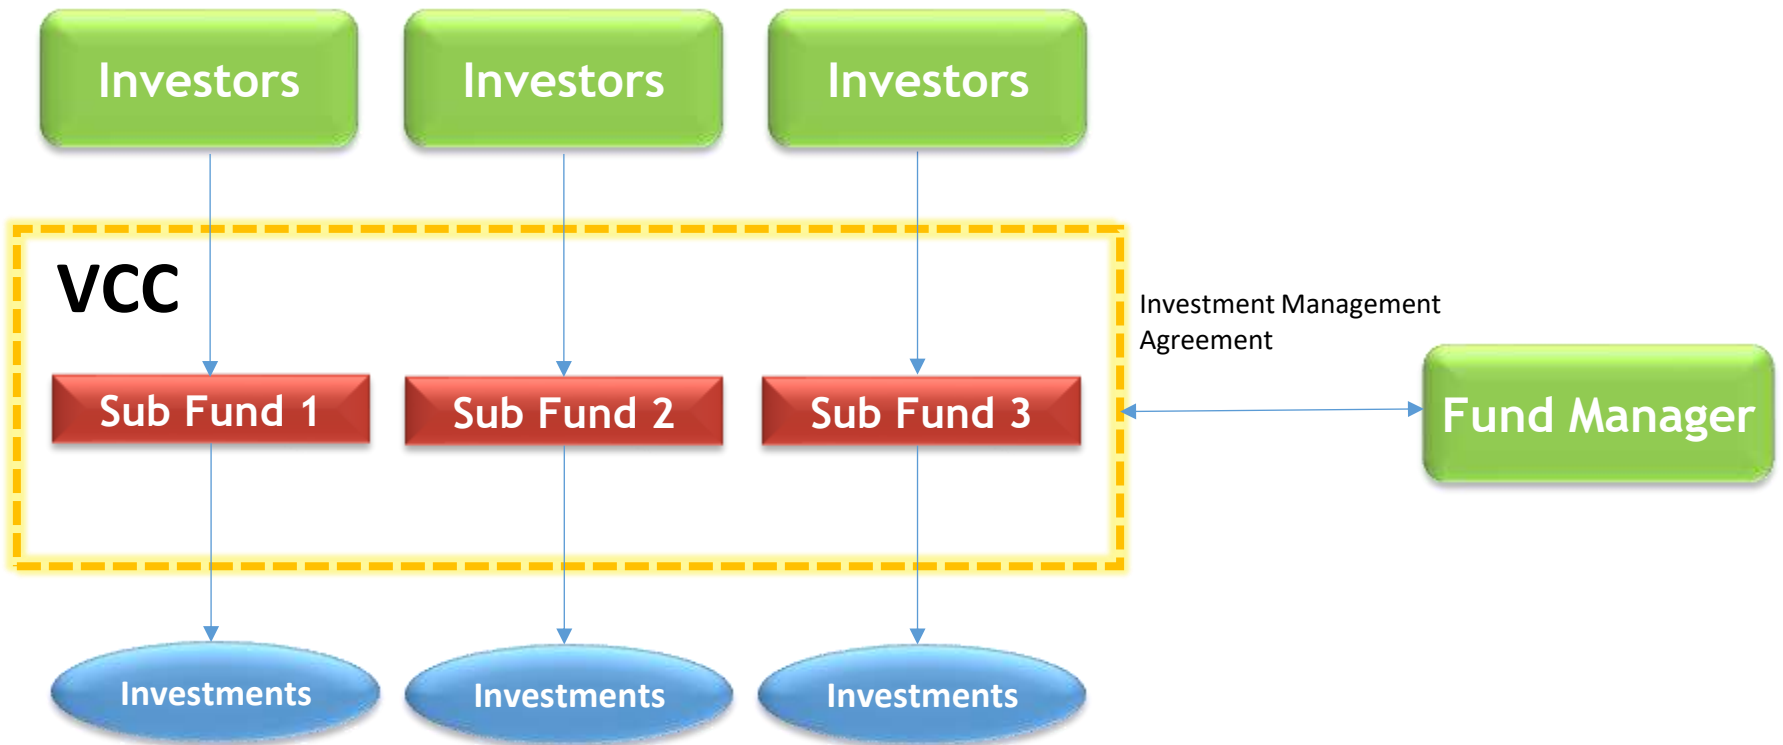 Investors
Investors
Investors
VCC
Investment Management
Agreement
Sub Fund 1
Sub Fund 2
Sub Fund 3
Fund Manager
Investments
Investments
Investments